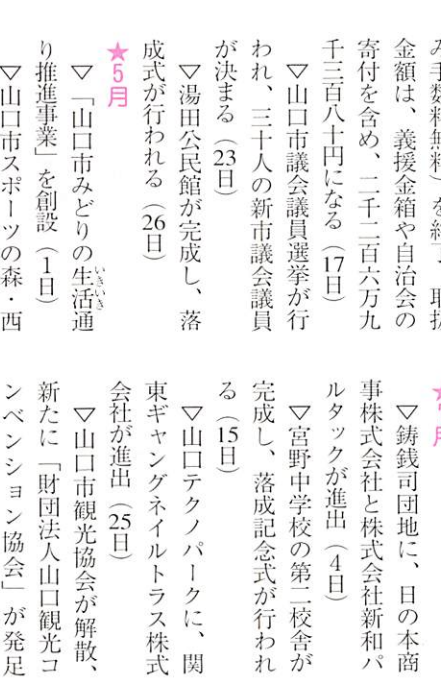 み手数料無料）を終了、取扱
金額は、義援金箱や自治会の
寄付を含め、二千二百六万九
千三百八十円になる（17日）
▽山口市議会議員選挙が行
われ、三十人の新市議会議員
が決まる（23日）
▽湯田公民館が完成し、落
成式が行われる（26日）
★5月
▽「山口市みどりの生活通
いきいき
り推進事業」を創設（1日）
▽山口市スポーツの森・西
月
▽鋳銭司団地に、日の本商
事株式会社と株式会社新和パ
ルタックが進出（4日）
▽宮野中学校の第二校舎が
完成し、落成記念式が行われ
る（15日）
▽山口テクノパークに、関
東ギャングネイルトラス株式
会社が進出（25日）
▽山口市観光協会が解散、
新たに「財団法人山口観光コ
ンベンション協会」が発足